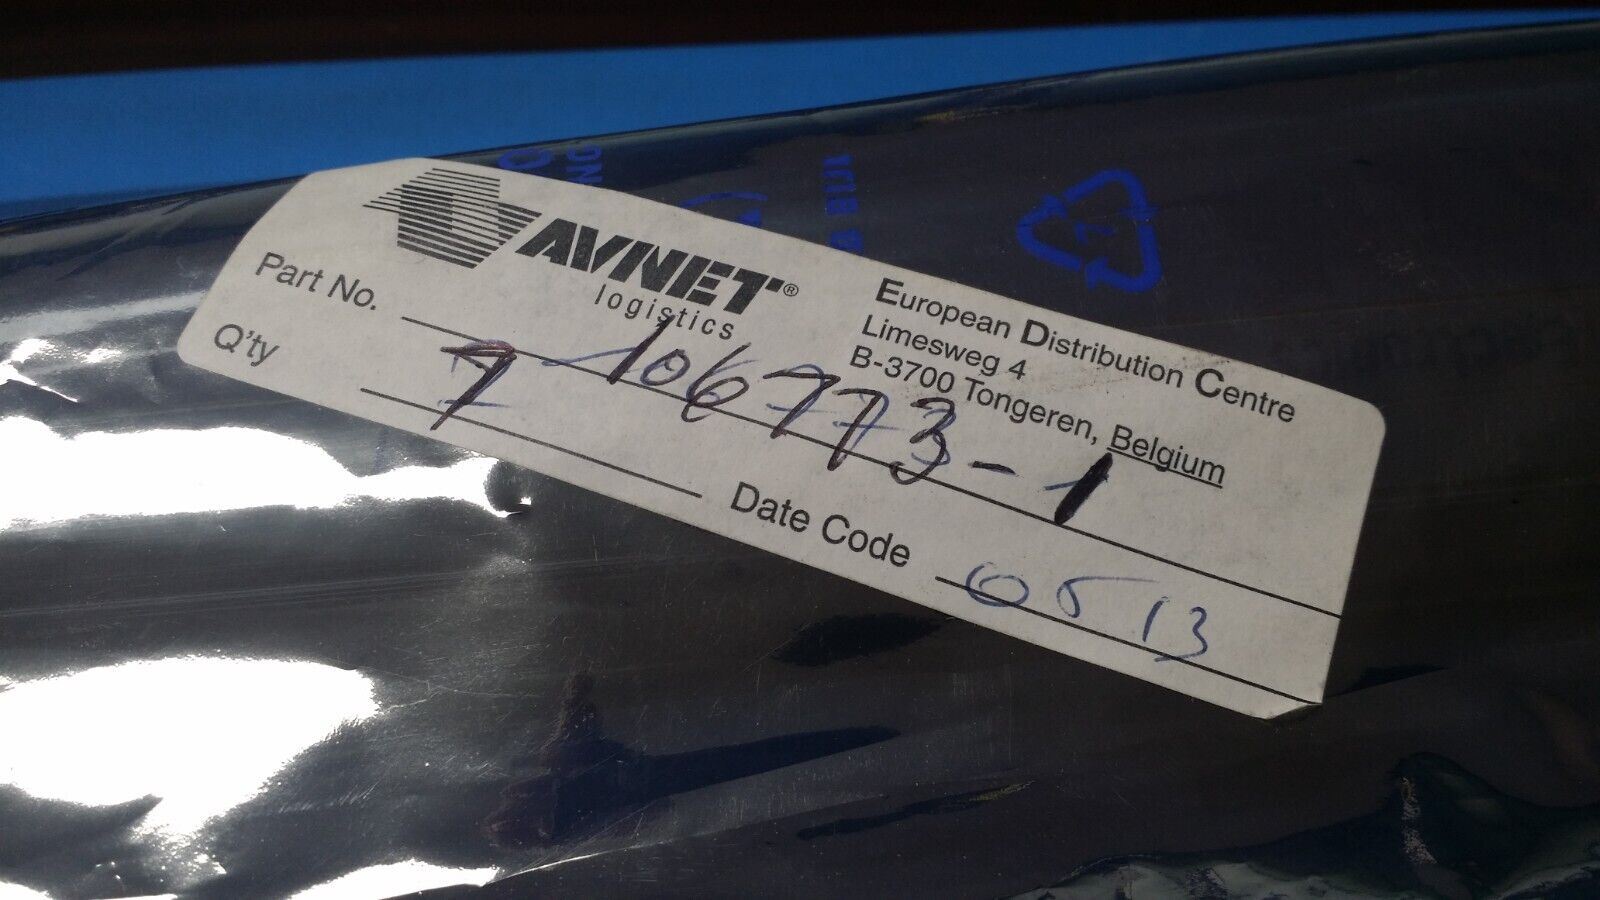 AVNET®
logistics
European Distribution Centre
Limesweg 4
B-3700 Tongeren, Belgium
Part No. 7-106773-1
Q'ty
Date Code 0513